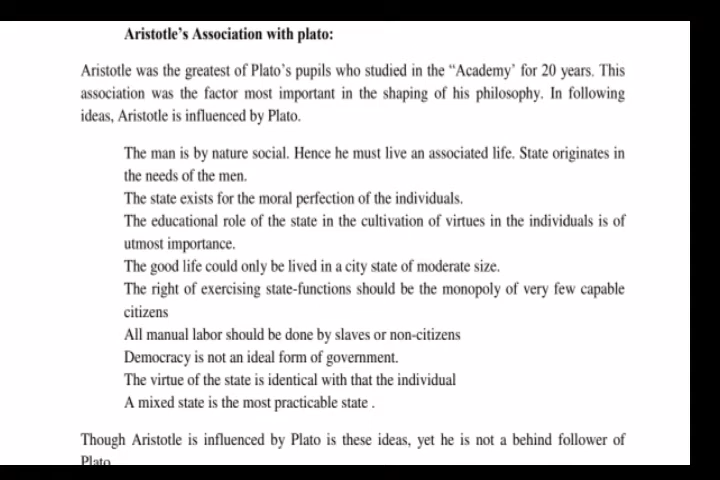 Aristotle's Association with plato:
Aristotle was the greatest of Plato's pupils who studied in the "Academy' for 20 years. This
association was the factor most important in the shaping of his philosophy. In following
ideas, Aristotle is influenced by Plato.
The man is by nature social. Hence he must live an associated life. State originates in
the needs of the men.
The state exists for the moral perfection of the individuals.
The educational role of the state in the cultivation of virtues in the individuals is of
utmost importance.
The good life could only be lived in a city state of moderate size.
The right of exercising state-functions should be the monopoly of very few capable
citizens
All manual labor should be done by slaves or non-citizens
Democracy is not an ideal form of government.
The virtue of the state is identical with that the individual
A mixed state is the most practicable state .
Though Aristotle is influenced by Plato is these ideas, yet he is not a behind follower of
Plato